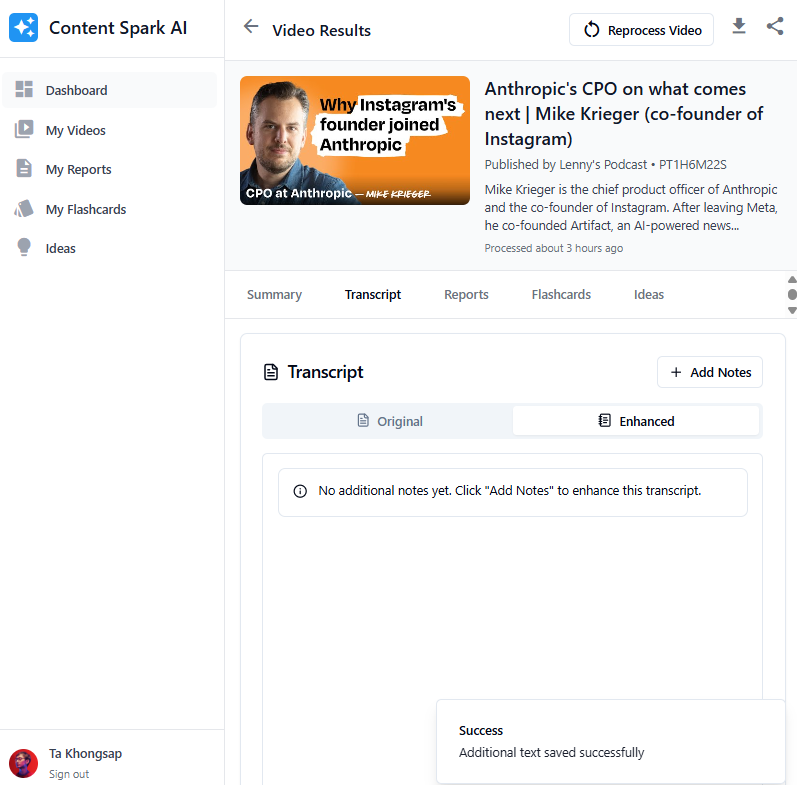 Content Spark AI
Dashboard
My Videos
My Reports
My Flashcards
Ideas
Ta Khongsap
Sign out
Video Results
Reprocess Video
Why Instagram's
founder joined
Anthropic
CPO at Anthropic — MIKE KRIEGER
Anthropic's CPO on what comes
next | Mike Krieger (co-founder of
Instagram)
Published by Lenny's Podcast • PT1H6M22S
Mike Krieger is the chief product officer of Anthropic
and the co-founder of Instagram. After leaving Meta,
he co-founded Artifact, an AI-powered news...
Processed about 3 hours ago
Summary
Transcript
Reports
Flashcards
Ideas
Transcript
Add Notes
Original
Enhanced
No additional notes yet. Click "Add Notes" to enhance this transcript.
Success
Additional text saved successfully